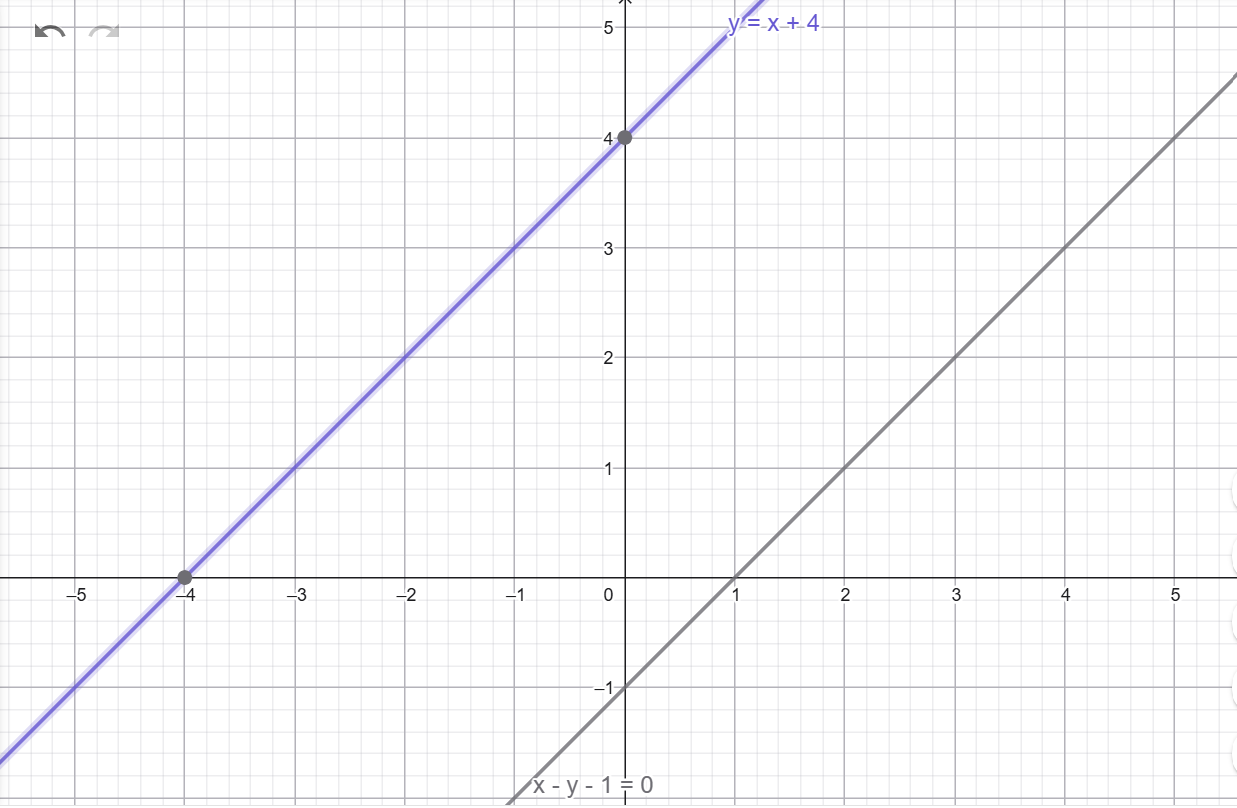 y = x + 4
5
4
3
2
1
–5 –4 –3 –2 –1 0 1 2 3 4 5
–1
x - y - 1 = 0